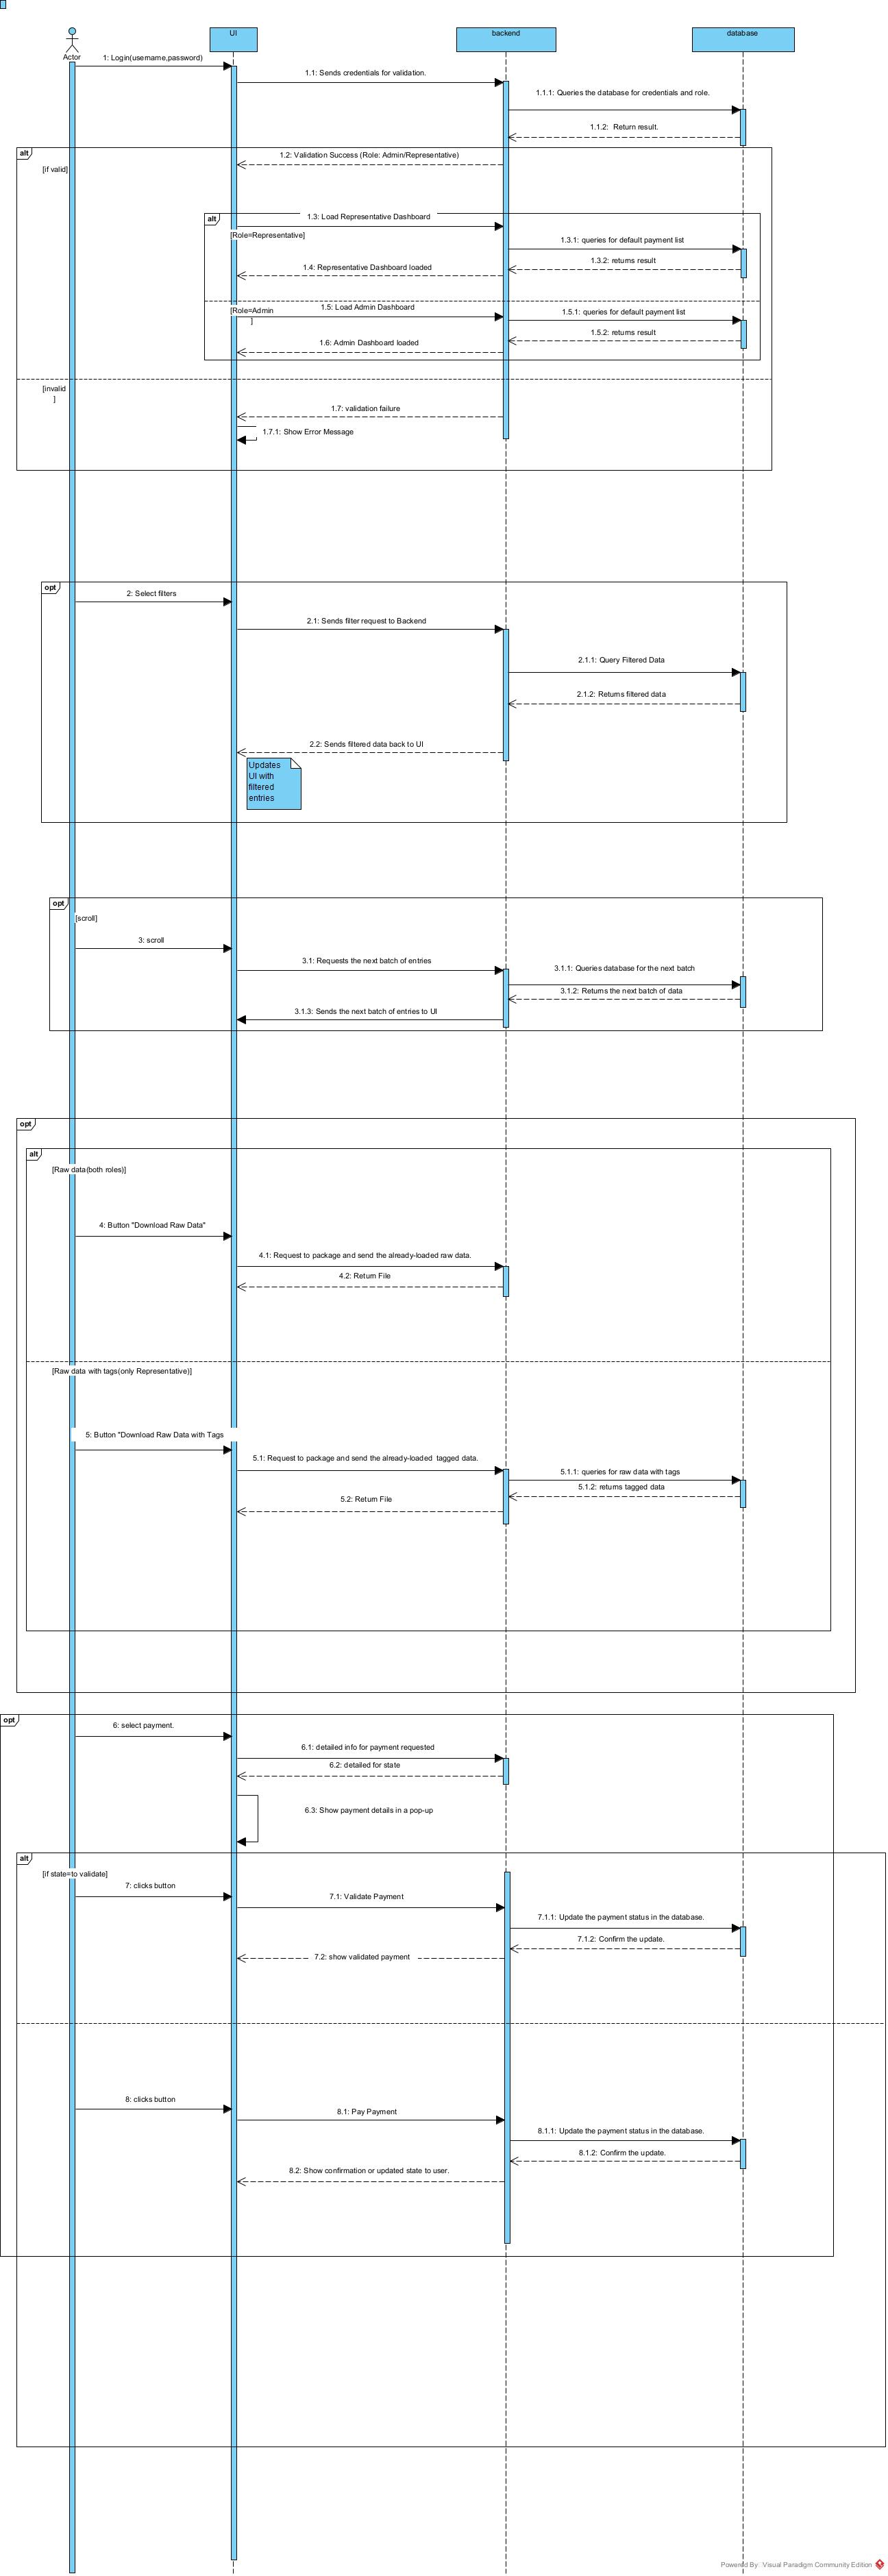 Actor
UI
backend
database
1: Login(username,password)
1.1: Sends credentials for validation.
1.1.1: Queries the database for credentials and role.
1.1.2:  Return result.
alt
[if valid]
1.2: Validation Success (Role: Admin/Representative)
alt
1.3: Load Representative Dashboard
[Role=Representative]
1.3.1: queries for default payment list
1.3.2: returns result
1.4: Representative Dashboard loaded
[Role=Admin
]
1.5: Load Admin Dashboard
1.5.1: queries for default payment list
1.5.2: returns result
1.6: Admin Dashboard loaded
[invalid
]
1.7: validation failure
1.7.1: Show Error Message
opt
2: Select filters
2.1: Sends filter request to Backend
2.1.1: Query Filtered Data
2.1.2: Returns filtered data
2.2: Sends filtered data back to UI
Updates
UI with
filtered
entries
opt
[scroll]
3: scroll
3.1: Requests the next batch of entries
3.1.1: Queries database for the next batch
3.1.2: Returns the next batch of data
3.1.3: Sends the next batch of entries to UI
opt
alt
[Raw data(both roles)]
4: Button "Download Raw Data"
4.1: Request to package and send the already-loaded raw data.
4.2: Return File
[Raw data with tags(only Representative)]
5: Button "Download Raw Data with Tags
5.1: Request to package and send the already-loaded  tagged data.
5.1.1: queries for raw data with tags
5.1.2: returns tagged data
5.2: Return File
opt
6: select payment.
6.1: detailed info for payment requested
6.2: detailed for state
6.3: Show payment details in a pop-up
alt
[if state=to validate]
7: clicks button
7.1: Validate Payment
7.1.1: Update the payment status in the database.
7.1.2: Confirm the update.
7.2: show validated payment
8: clicks button
8.1: Pay Payment
8.1.1: Update the payment status in the database.
8.1.2: Confirm the update.
8.2: Show confirmation or updated state to user.
Powered By  Visual Paradigm Community Edition